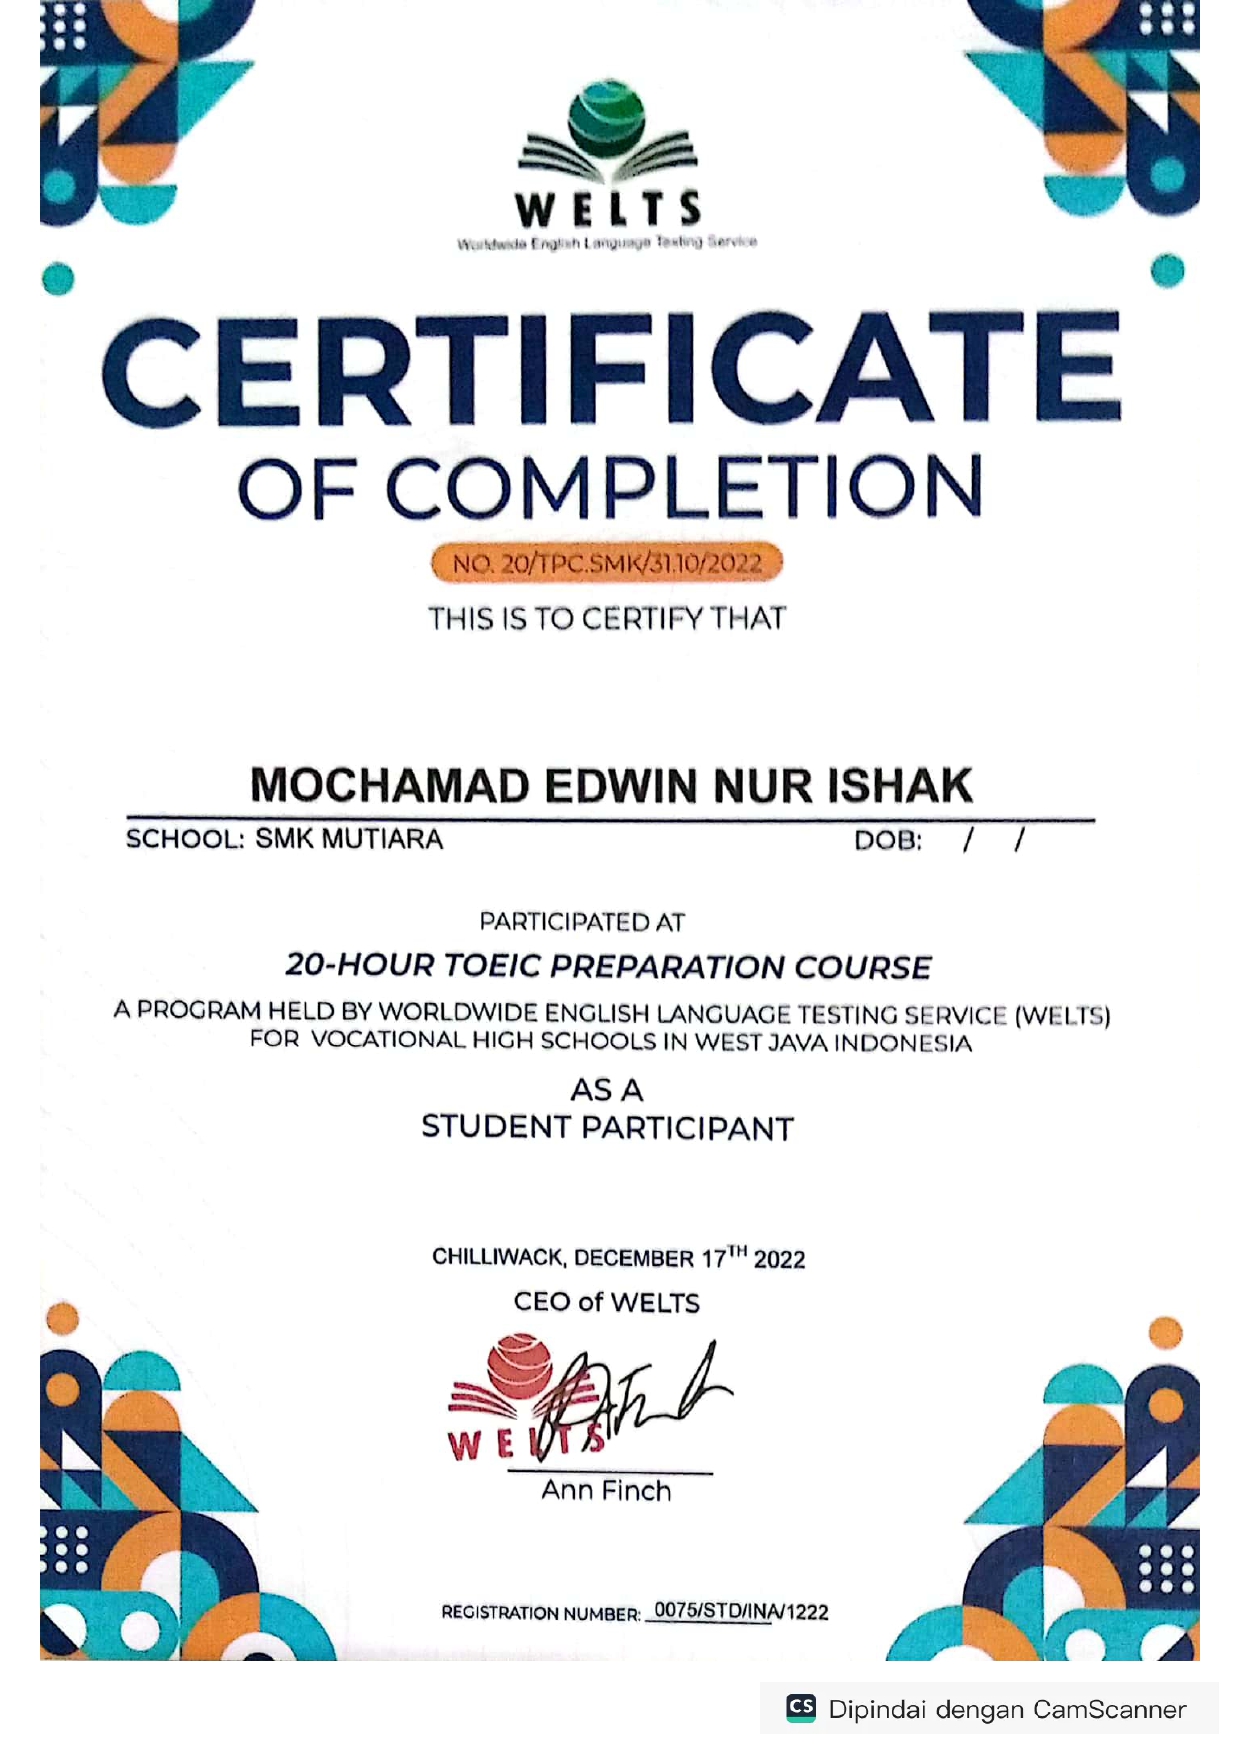 WELTS
Worldwide English Language Testing Service
CERTIFICATE
OF COMPLETION
NO. 20/TPC.SMK/31.10/2022
THIS IS TO CERTIFY THAT
MOCHAMAD EDWIN NUR ISHAK
SCHOOL: SMK MUTIARA DOB: / /
PARTICIPATED AT
20-HOUR TOEIC PREPARATION COURSE
A PROGRAM HELD BY WORLDWIDE ENGLISH LANGUAGE TESTING SERVICE (WELTS)
FOR VOCATIONAL HIGH SCHOOLS IN WEST JAVA INDONESIA
AS A
STUDENT PARTICIPANT
CHILLIWACK, DECEMBER 17TH 2022
CEO of WELTS
WELTS
Ann Finch
REGISTRATION NUMBER: 0075/STD/INA/1222
CS Dipindai dengan CamScanner